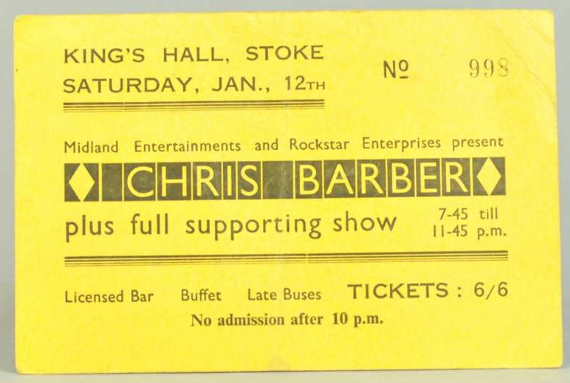 KING'S HALL, STOKE
SATURDAY, JAN., 12TH
Nº 998
Midland Entertainments and Rockstar Enterprises present
CHRIS BARBER
plus full supporting show
7-45 till
11-45 p.m.
Licensed Bar Buffet Late Buses TICKETS : 6/6
No admission after 10 p.m.